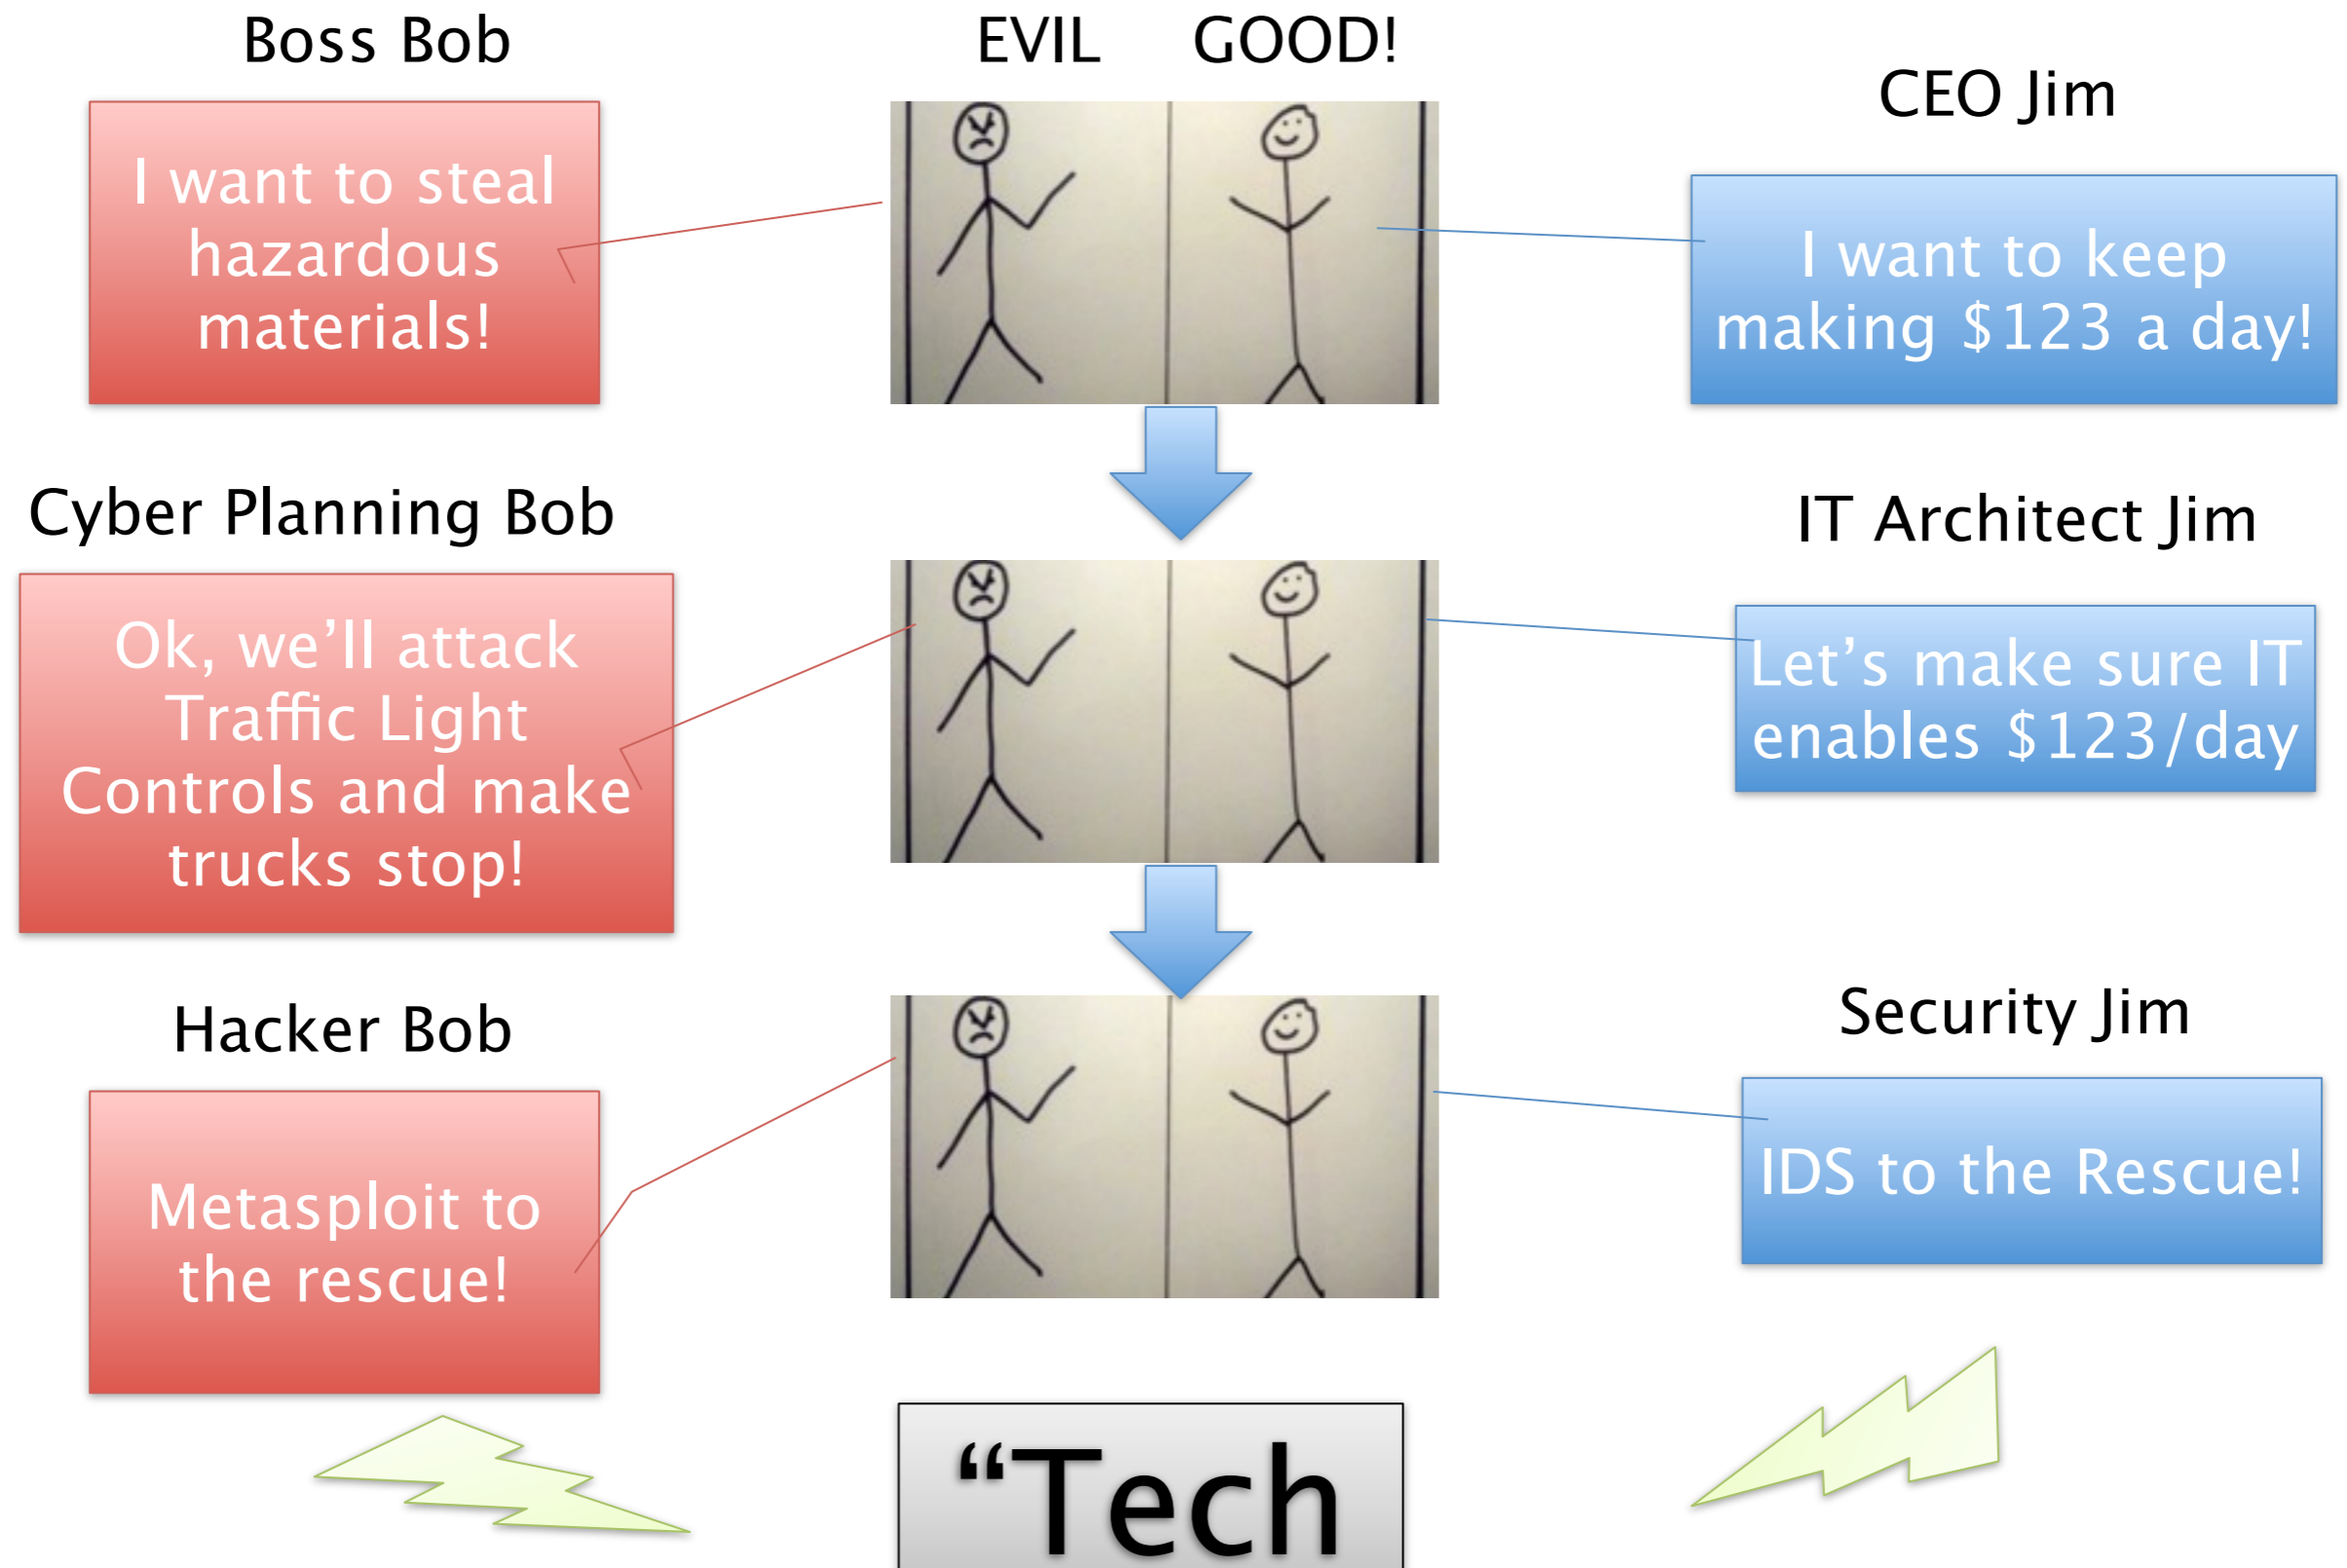 Boss Bob
EVIL
GOOD!
CEO Jim
I want to steal
hazardous
materials!
I want to keep
making $123 a day!
Cyber Planning Bob
IT Architect Jim
Ok, we’ll attack
Traffic Light
Controls and make
trucks stop!
Let’s make sure IT
enables $123/day
Hacker Bob
Security Jim
Metasploit to
the rescue!
IDS to the Rescue!
“Tech